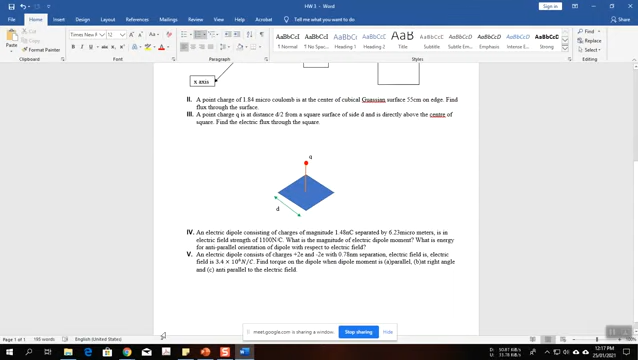 HW 3 - Word
Sign in
File Home Insert Design Layout References Mailings Review View Help Acrobat Tell me what you want to do
Share
Paste
Cut
Copy
Format Painter
Clipboard Font Paragraph Styles Editing
Times New R 12
AaBbCcI AaBbCcI AaBbCcI AaBbCcI AaB AaBbCcI AaBbCcI AaBbCcI AaBbCcI AaBbCcI
¶ Normal ¶ No Spac... Heading 1 Heading 2 Title Subtitle Subtle Em... Emphasis Intense E... Strong
Find
Replace
Select
x axis
II. A point charge of 1.84 micro coulomb is at the center of cubical Guassian surface 55cm on edge. Find
flux through the surface.
III. A point charge q is at distance d/2 from a square surface of side d and is directly above the centre of
square. Find the electric flux through the square.
q
d
IV. An electric dipole consisting of charges of magnitude 1.48nC separated by 6.23micro meters, is in
electric field strength of 1100N/C. What is the magnitude of electric dipole moment? What is energy
for anti-parallel orientation of dipole with respect to electric field?
V. An electric dipole consists of charges +2e and -2e with 0.78nm separation, electric field is, electric
field is 3.4 × 10⁶ N/C. Find torque on the dipole when dipole moment is (a)parallel, (b)at right angle
and (c) anti parallel to the electric field.
meet.google.com is sharing a window. Stop sharing Hide
Page 1 of 1 195 words English (United States)
12:17 PM
25/01/2021